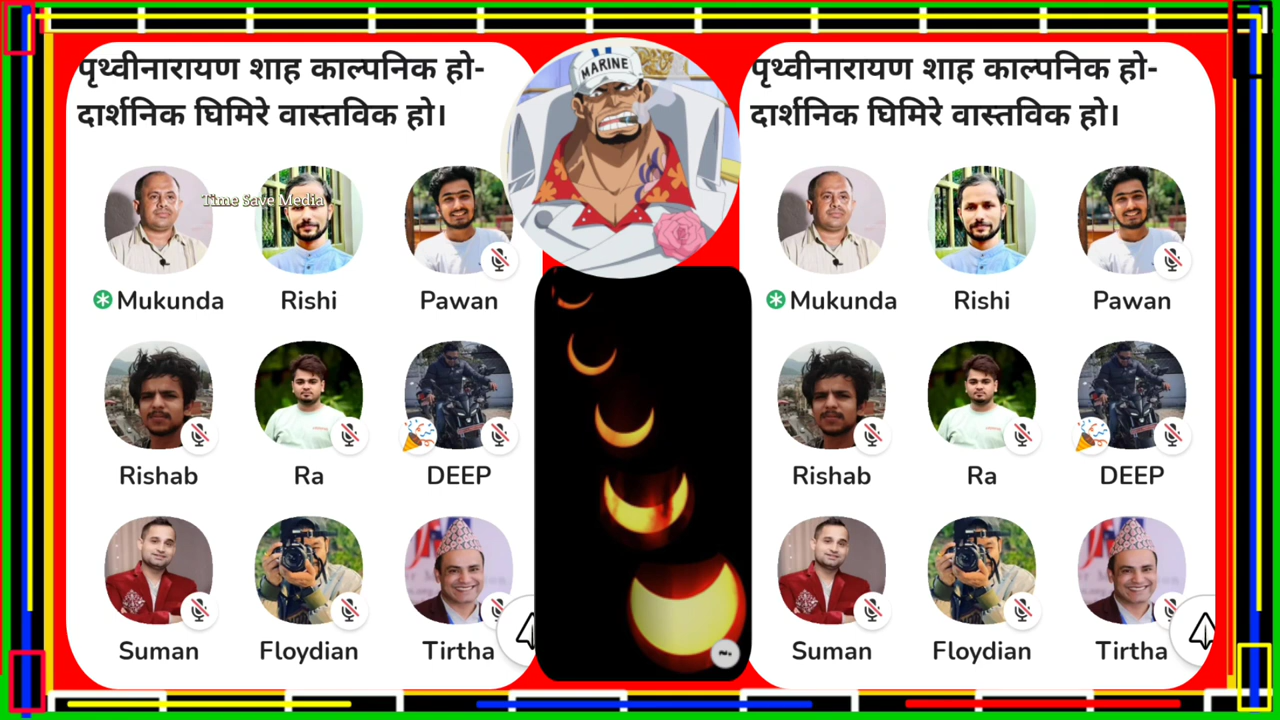 पृथ्वीनारायण शाह काल्पनिक हो-
दार्शनिक घिमिरे वास्तविक हो।
Time Save Media
Mukunda Rishi Pawan
Rishab Ra DEEP
Suman Floydian Tirtha
MARINE
पृथ्वीनारायण शाह काल्पनिक हो-
दार्शनिक घिमिरे वास्तविक हो।
Mukunda Rishi Pawan
Rishab Ra DEEP
Suman Floydian Tirtha